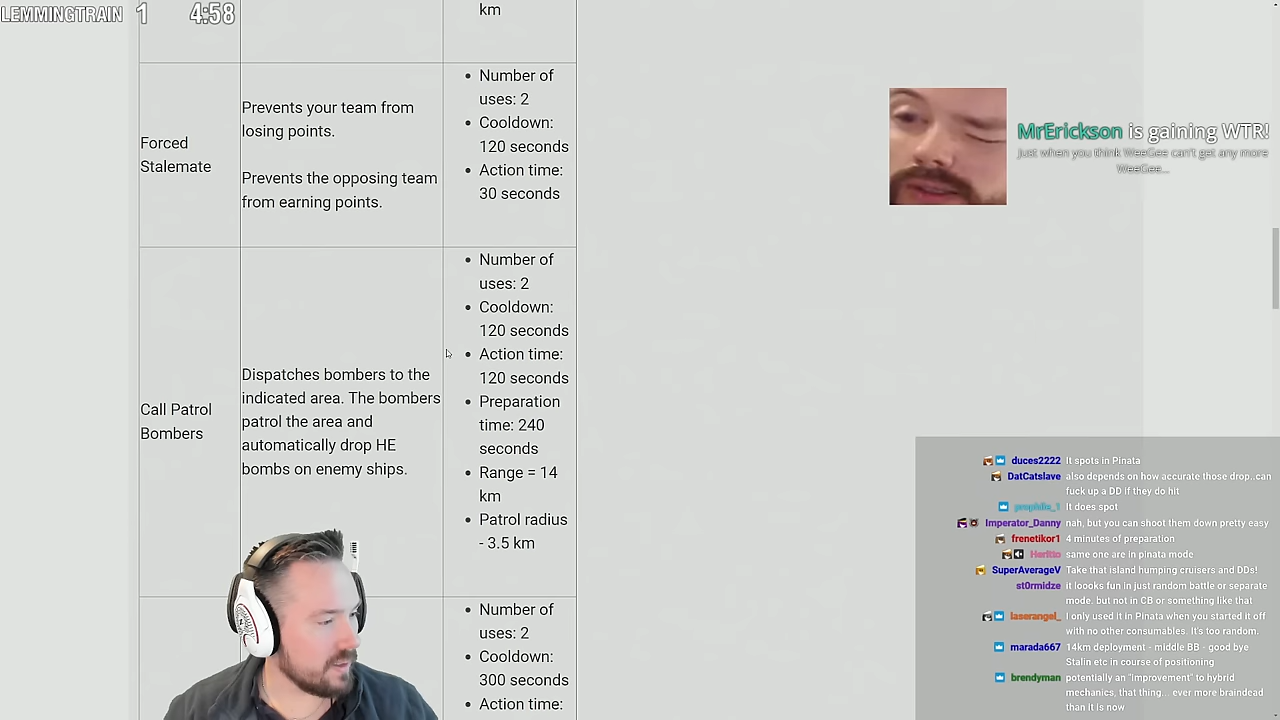 LEMMINGTRAIN 1 4:58
km
Forced
Stalemate
Prevents your team from
losing points.
Prevents the opposing team
from earning points.
• Number of
uses: 2
• Cooldown:
120 seconds
• Action time:
30 seconds
Call Patrol
Bombers
Dispatches bombers to the
indicated area. The bombers
patrol the area and
automatically drop HE
bombs on enemy ships.
• Number of
uses: 2
• Cooldown:
120 seconds
• Action time:
120 seconds
• Preparation
time: 240
seconds
• Range = 14
km
• Patrol radius
- 3.5 km
• Number of
uses: 2
• Cooldown:
300 seconds
• Action time:
MrErickson is gaining WTR!
Just when you think WeeGee can't get any more
WeeGee...
duces2222 It spots in Pinata
DatCatslave also depends on how accurate those drop..can
fuck up a DD if they do hit
It does spot
Imperator_Danny nah, but you can shoot them down pretty easy
frenetikor1 4 minutes of preparation
same one are in pinata mode
SuperAverageV Take that island humping cruisers and DDs!
st0rmidze it loooks fun in just random battle or separate
mode. but not in CB or something like that
laserangel_ I only used it in Pinata when you started it off
with no other consumables. It's too random.
marada667 14km deployment - middle BB - good bye
Stalin etc in course of positioning
brendyman potentially an "Improvement" to hybrid
mechanics, that thing... ever more braindead
than it is now